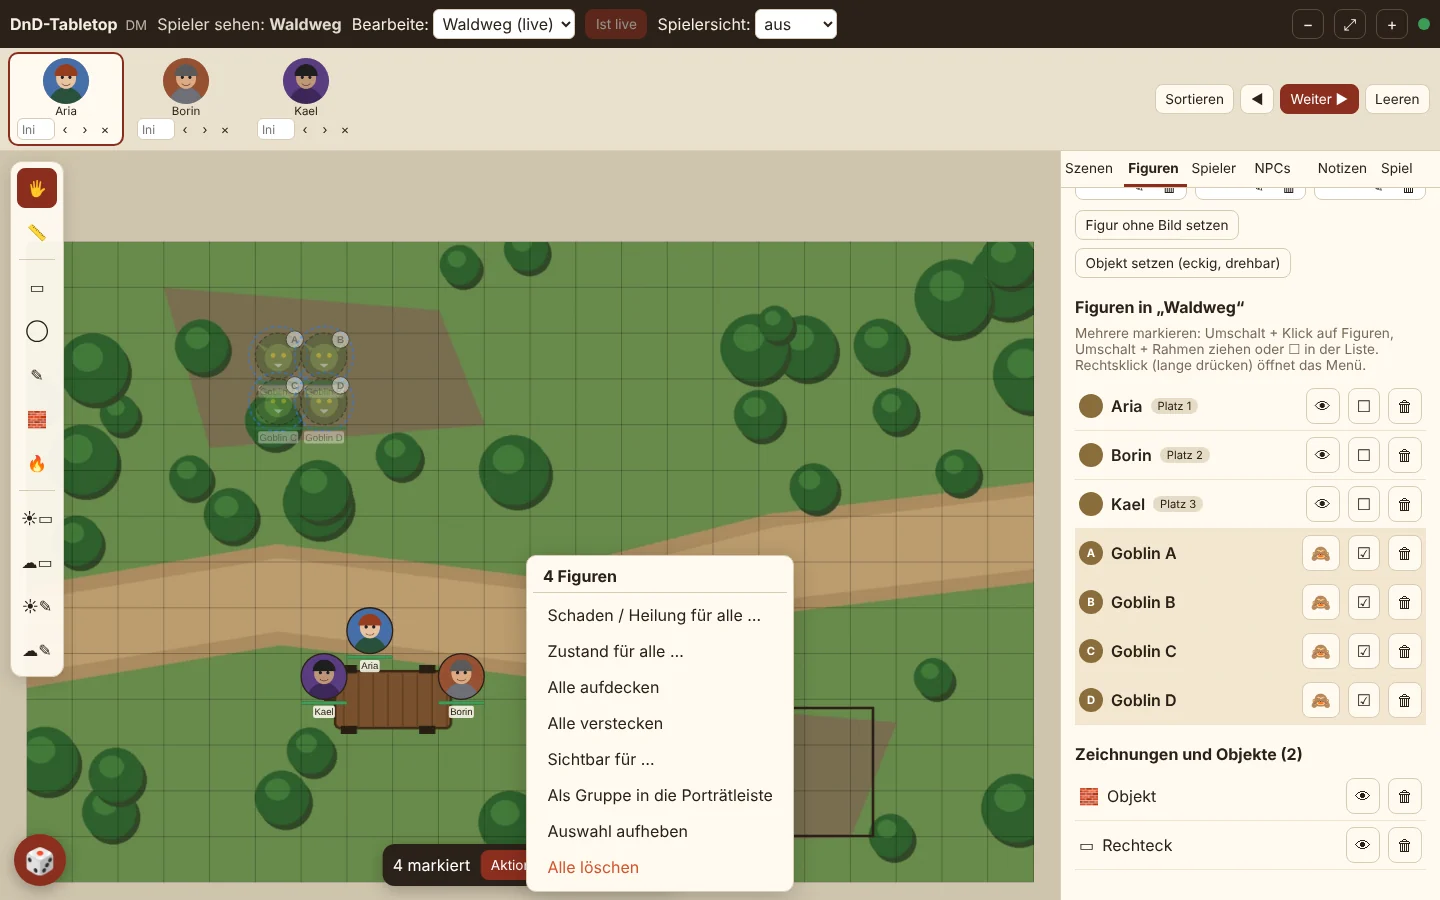 DnD-Tabletop DM Spieler sehen: Waldweg Bearbeite: Waldweg (live) Ist live Spielersicht: aus
Aria Borin Kael
Ini Ini Ini
Sortieren Weiter Leeren
Szenen Figuren Spieler NPCs Notizen Spiel
Figur ohne Bild setzen
Objekt setzen (eckig, drehbar)
Figuren in „Waldweg“
Mehrere markieren: Umschalt + Klick auf Figuren,
Umschalt + Rahmen ziehen oder ☐ in der Liste.
Rechtsklick (lange drücken) öffnet das Menü.
Aria Platz 1
Borin Platz 2
Kael Platz 3
A Goblin A
B Goblin B
C Goblin C
D Goblin D
Zeichnungen und Objekte (2)
Objekt
Rechteck
A B
C D
Goblin C Goblin D
Aria
Kael Borin
4 Figuren
Schaden / Heilung für alle ...
Zustand für alle ...
Alle aufdecken
Alle verstecken
Sichtbar für ...
Als Gruppe in die Porträtleiste
Auswahl aufheben
Alle löschen
4 markiert